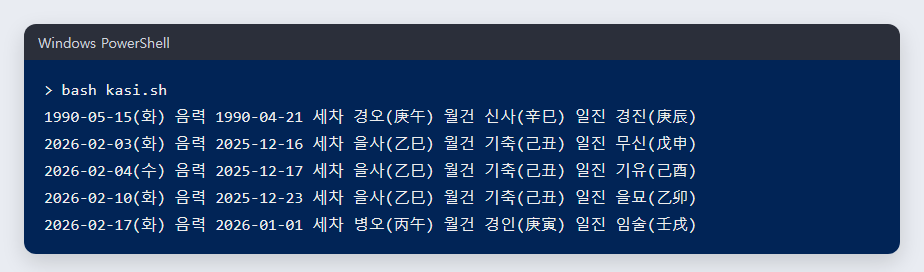 Windows PowerShell
> bash kasi.sh
1990-05-15(화) 음력 1990-04-21 세차 경오(庚午) 월건 신사(辛巳) 일진 경진(庚辰)
2026-02-03(화) 음력 2025-12-16 세차 을사(乙巳) 월건 기축(己丑) 일진 무신(戊申)
2026-02-04(수) 음력 2025-12-17 세차 을사(乙巳) 월건 기축(己丑) 일진 기유(己酉)
2026-02-10(화) 음력 2025-12-23 세차 을사(乙巳) 월건 기축(己丑) 일진 을묘(乙卯)
2026-02-17(화) 음력 2026-01-01 세차 병오(丙午) 월건 경인(庚寅) 일진 임술(壬戌)